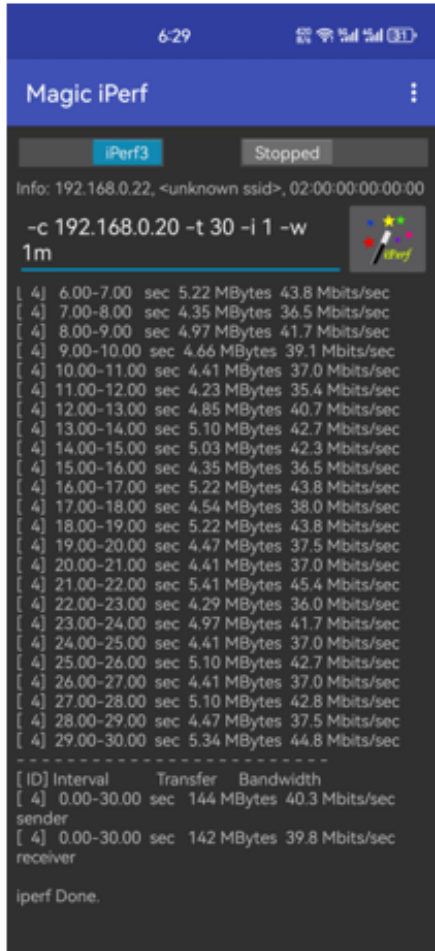 6:29
31
Magic iPerf
iPerf3 Stopped
Info: 192.168.0.22, <unknown ssid>, 02:00:00:00:00:00
-c 192.168.0.20 -t 30 -i 1 -w
1m
iPerf
[ 4] 6.00-7.00 sec 5.22 MBytes 43.8 Mbits/sec
[ 4] 7.00-8.00 sec 4.35 MBytes 36.5 Mbits/sec
[ 4] 8.00-9.00 sec 4.97 MBytes 41.7 Mbits/sec
[ 4] 9.00-10.00 sec 4.66 MBytes 39.1 Mbits/sec
[ 4] 10.00-11.00 sec 4.41 MBytes 37.0 Mbits/sec
[ 4] 11.00-12.00 sec 4.23 MBytes 35.4 Mbits/sec
[ 4] 12.00-13.00 sec 4.85 MBytes 40.7 Mbits/sec
[ 4] 13.00-14.00 sec 5.10 MBytes 42.7 Mbits/sec
[ 4] 14.00-15.00 sec 5.03 MBytes 42.3 Mbits/sec
[ 4] 15.00-16.00 sec 4.35 MBytes 36.5 Mbits/sec
[ 4] 16.00-17.00 sec 5.22 MBytes 43.8 Mbits/sec
[ 4] 17.00-18.00 sec 4.54 MBytes 38.0 Mbits/sec
[ 4] 18.00-19.00 sec 5.22 MBytes 43.8 Mbits/sec
[ 4] 19.00-20.00 sec 4.47 MBytes 37.5 Mbits/sec
[ 4] 20.00-21.00 sec 4.41 MBytes 37.0 Mbits/sec
[ 4] 21.00-22.00 sec 5.41 MBytes 45.4 Mbits/sec
[ 4] 22.00-23.00 sec 4.29 MBytes 36.0 Mbits/sec
[ 4] 23.00-24.00 sec 4.97 MBytes 41.7 Mbits/sec
[ 4] 24.00-25.00 sec 4.41 MBytes 37.0 Mbits/sec
[ 4] 25.00-26.00 sec 5.10 MBytes 42.7 Mbits/sec
[ 4] 26.00-27.00 sec 4.41 MBytes 37.0 Mbits/sec
[ 4] 27.00-28.00 sec 5.10 MBytes 42.8 Mbits/sec
[ 4] 28.00-29.00 sec 4.47 MBytes 37.5 Mbits/sec
[ 4] 29.00-30.00 sec 5.34 MBytes 44.8 Mbits/sec
- - - - - - - - - - - - - - - - - - - - - - - - -
[ ID] Interval Transfer Bandwidth
[ 4] 0.00-30.00 sec 144 MBytes 40.3 Mbits/sec
sender
[ 4] 0.00-30.00 sec 142 MBytes 39.8 Mbits/sec
receiver
iperf Done.